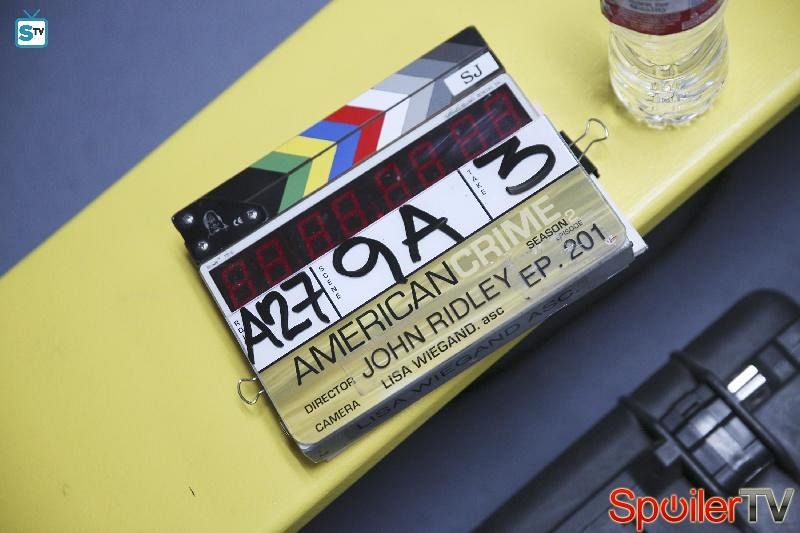 STV
SJ
TAKE
3
SCENE
9A
ROLL
A27
AMERICAN CRIME
SEASON 2
EPISODE
EP. 201
DIRECTOR JOHN RIDLEY
CAMERA LISA WIEGAND. asc
LISA WIEGAND ASC
SpoilerTV